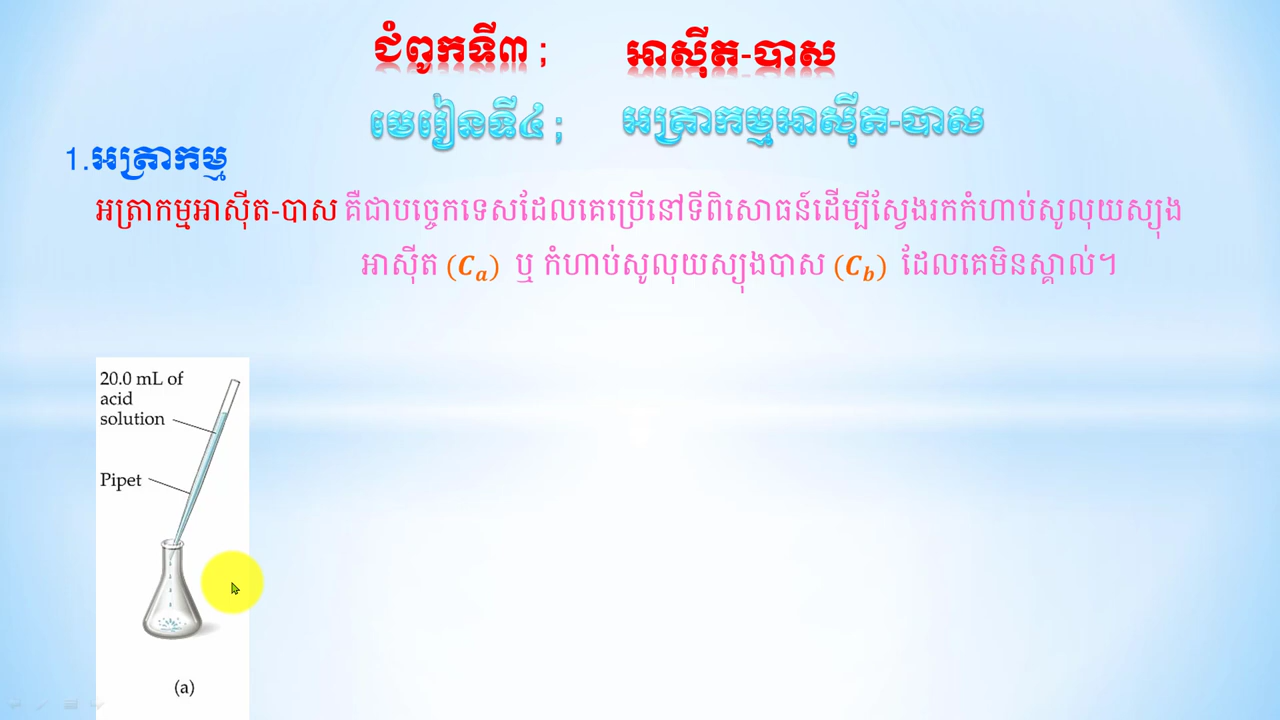 ជំពូកទី៣ ; អាស៊ីត-បាស
មេរៀនទី៤ ; អត្រាកម្មអាស៊ីត-បាស
1.អត្រាកម្ម
អត្រាកម្មអាស៊ីត-បាស គឺជាបច្ចេកទេសដែលគេប្រើនៅទីពិសោធន៍ដើម្បីស្វែងរកកំហាប់សូលុយស្យុង
អាស៊ីត (Cₐ) ឬ កំហាប់សូលុយស្យុងបាស (C_b) ដែលគេមិនស្គាល់។
20.0 mL of
acid
solution
Pipet
(a)